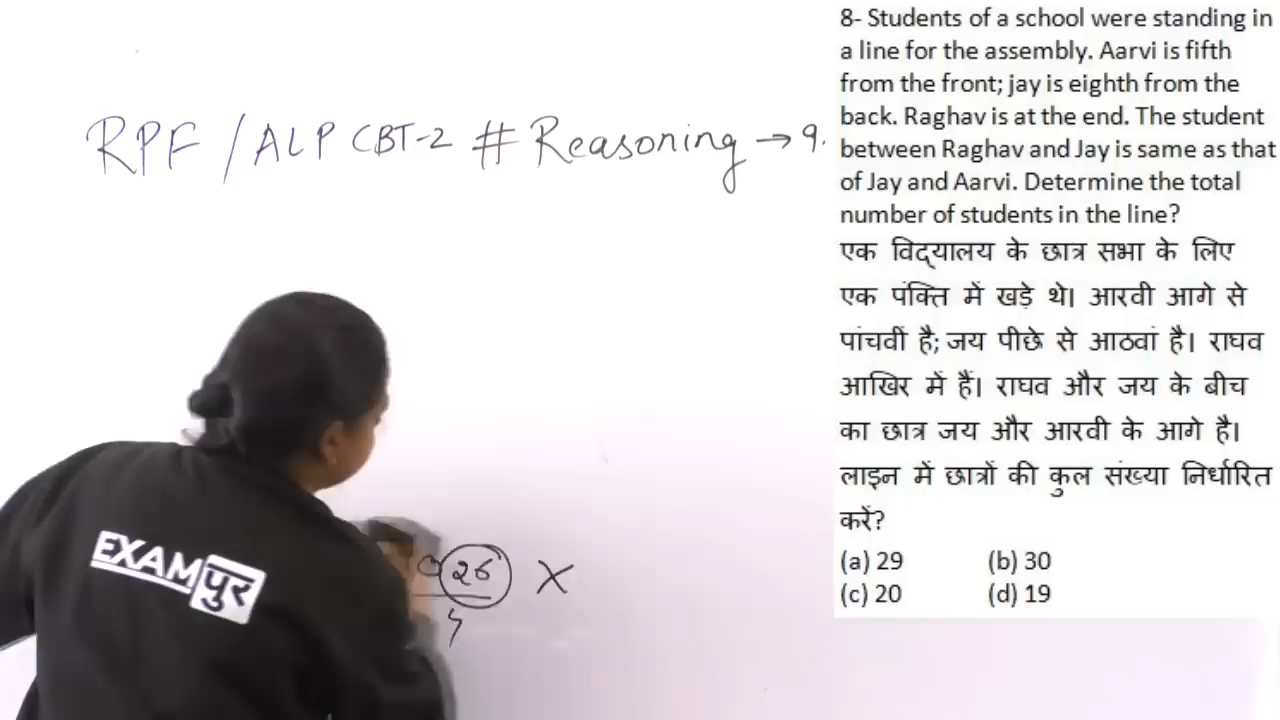 RPF / ALP CBT-2 # Reasoning → 9.
8- Students of a school were standing in
a line for the assembly. Aarvi is fifth
from the front; jay is eighth from the
back. Raghav is at the end. The student
between Raghav and Jay is same as that
of Jay and Aarvi. Determine the total
number of students in the line?
एक विद्यालय के छात्र सभा के लिए
एक पंक्ति में खड़े थे। आरवी आगे से
पांचवीं है; जय पीछे से आठवां है। राघव
आखिर में हैं। राघव और जय के बीच
का छात्र जय और आरवी के आगे है।
लाइन में छात्रों की कुल संख्या निर्धारित
करें?
(a) 29 (b) 30
(c) 20 (d) 19
26 X
EXAMपुर